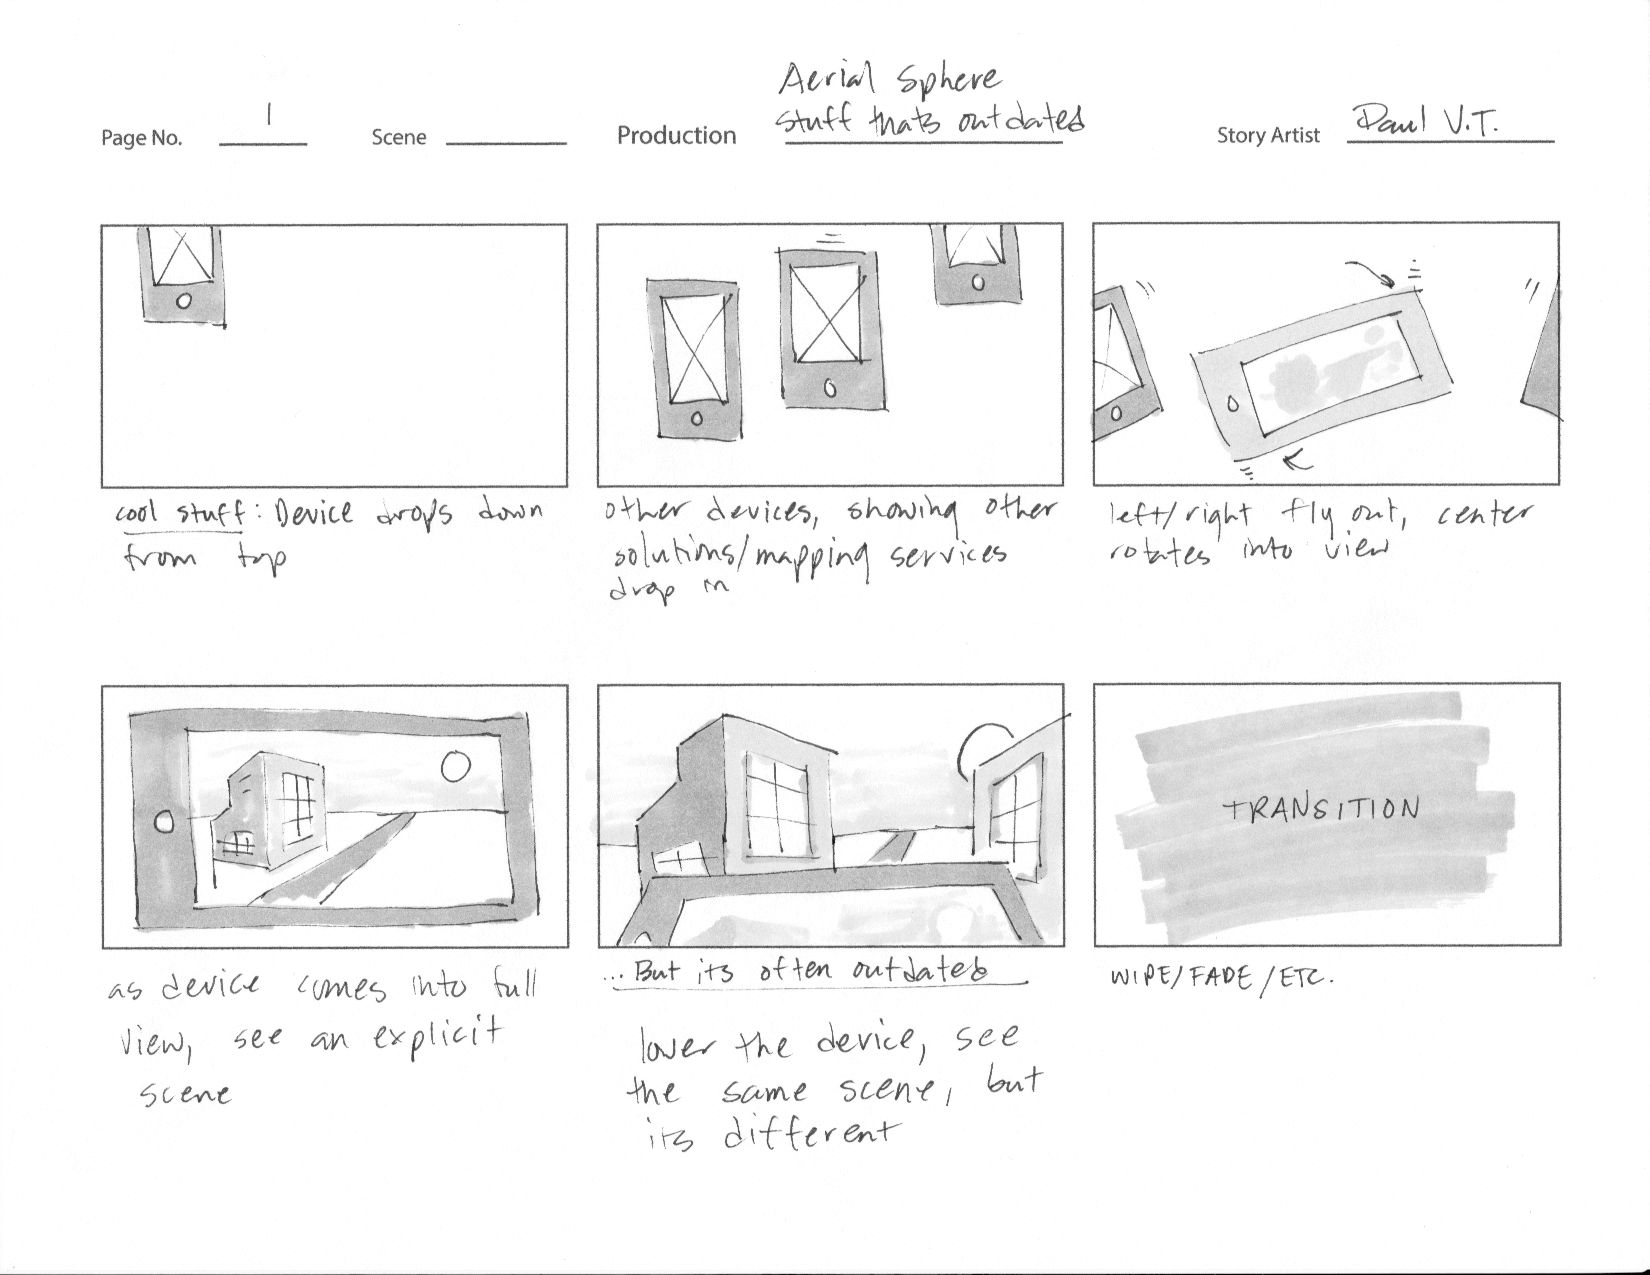 Aerial Sphere
Page No. 1 Scene Production stuff thats outdated Story Artist Paul V.T.
cool stuff: Device drops down
from top
other devices, showing other
solutions/mapping services
drop in
left/right fly out, center
rotates into view
TRANSITION
as device comes into full
view, see an explicit
scene
...But its often outdated
lower the device, see
the same scene, but
its different
WIPE/FADE/ETC.